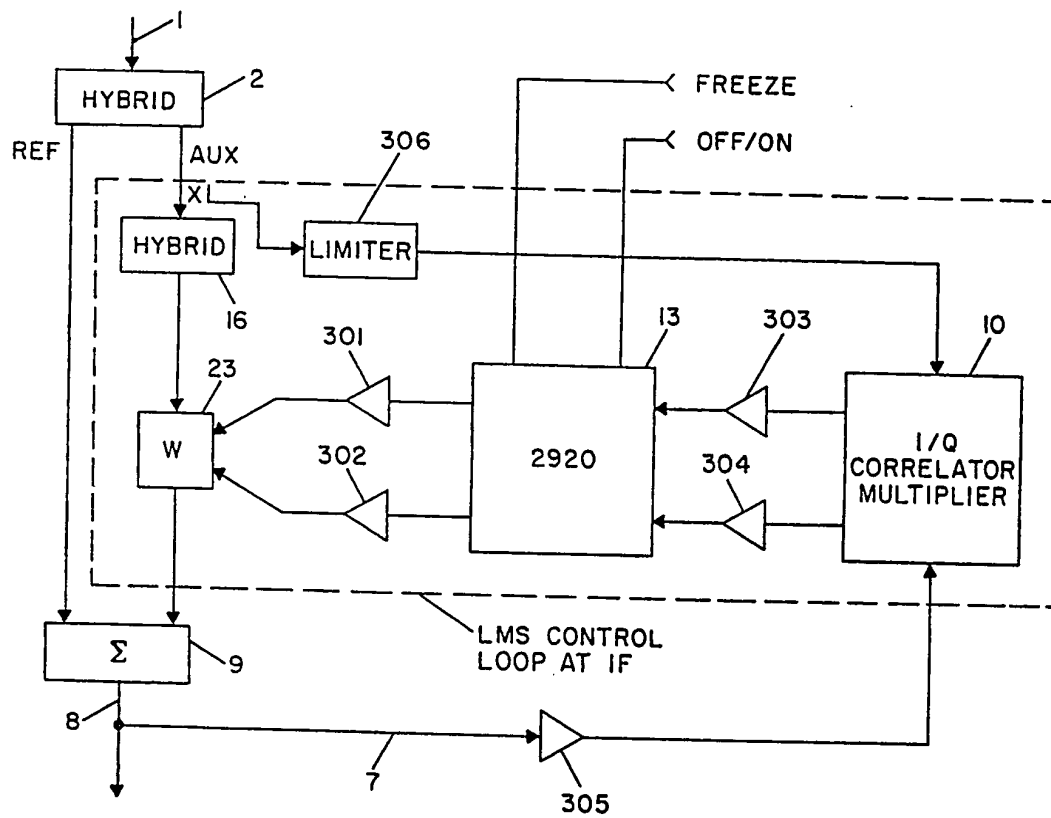 1
HYBRID
2
REF
AUX
X
FREEZE
OFF/ON
306
LIMITER
HYBRID
16
301
13
303
10
23
W
302
2920
304
I/Q
CORRELATOR
MULTIPLIER
Σ
9
LMS CONTROL
LOOP AT IF
8
7
305